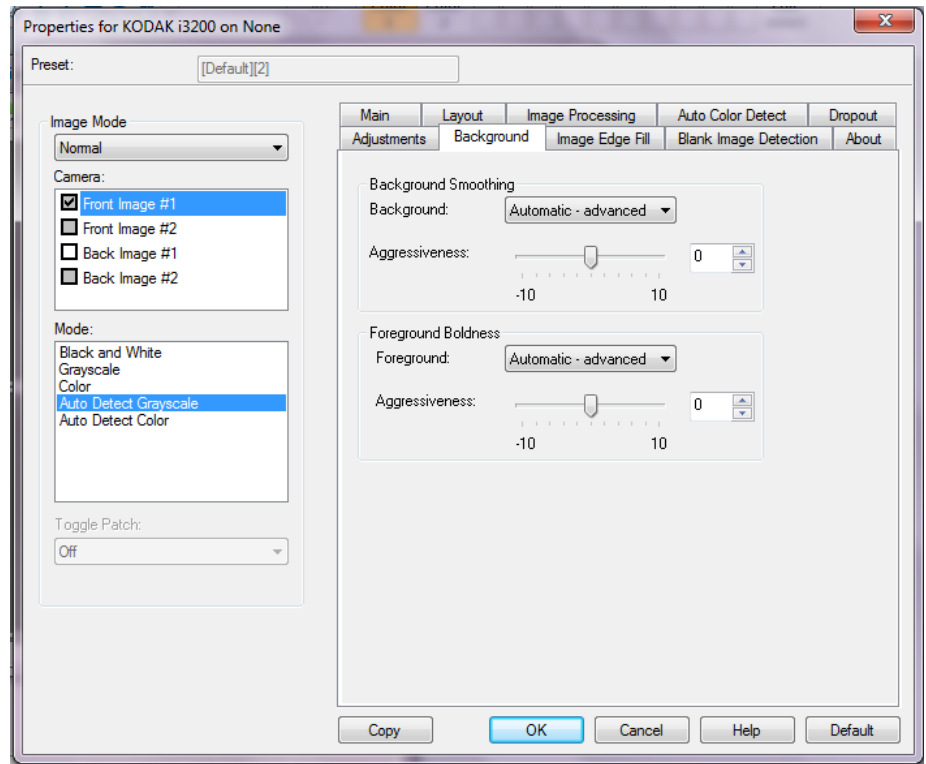 Properties for KODAK i3200 on None
Preset:
[Default][2]
Image Mode
Normal
Camera:
Front Image #1
Front Image #2
Back Image #1
Back Image #2
Mode:
Black and White
Grayscale
Color
Auto Detect Grayscale
Auto Detect Color
Toggle Patch:
Off
Main Layout Image Processing Auto Color Detect Dropout
Adjustments Background Image Edge Fill Blank Image Detection About
Background Smoothing
Background: Automatic - advanced
Aggressiveness: 0
-10 10
Foreground Boldness
Foreground: Automatic - advanced
Aggressiveness: 0
-10 10
Copy OK Cancel Help Default